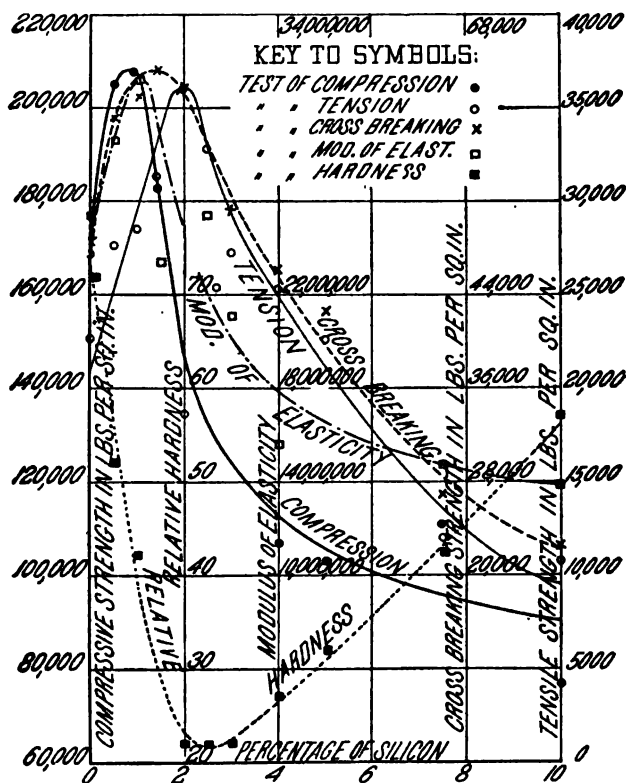 220,000 34,000,000 68,000 40,000
KEY TO SYMBOLS:
TEST OF COMPRESSION
" " TENSION
" " CROSS BREAKING
" " MOD. OF ELAST.
" " HARDNESS
200,000 35,000
180,000 30,000
160,000 70 22,000,000 44,000 25,000
140,000 60 18,000,000 36,000 20,000
120,000 50 14,000,000 28,000 15,000
100,000 40 10,000,000 20,000 10,000
80,000 30 5000
60,000 20 PERCENTAGE OF SILICON 0
0 2 4 6 8 10
COMPRESSIVE STRENGTH IN LBS. PER SQ. IN.
RELATIVE HARDNESS
MODULUS OF ELASTICITY
CROSS BREAKING STRENGTH IN LBS. PER SQ. IN.
TENSILE STRENGTH IN LBS. PER SQ. IN.
TENSION
CROSS BREAKING
MOD. OF ELASTICITY
COMPRESSION
RELATIVE HARDNESS